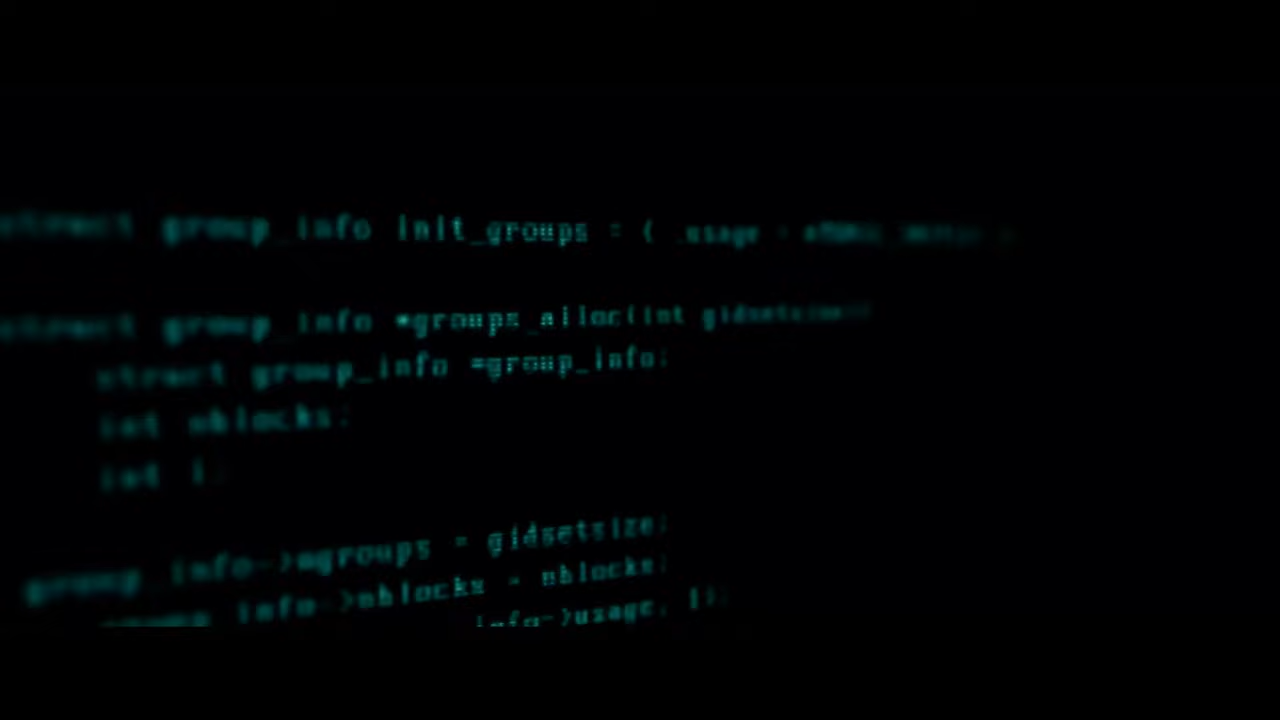 struct group_info init_groups = { .usage =
struct group_info *groups_alloc(int gidsetsize){
struct group_info *group_info;
int nblocks;
int i;
group_info->ngroups = gidsetsize;
info->nblocks = nblocks;
info->usage, 1);